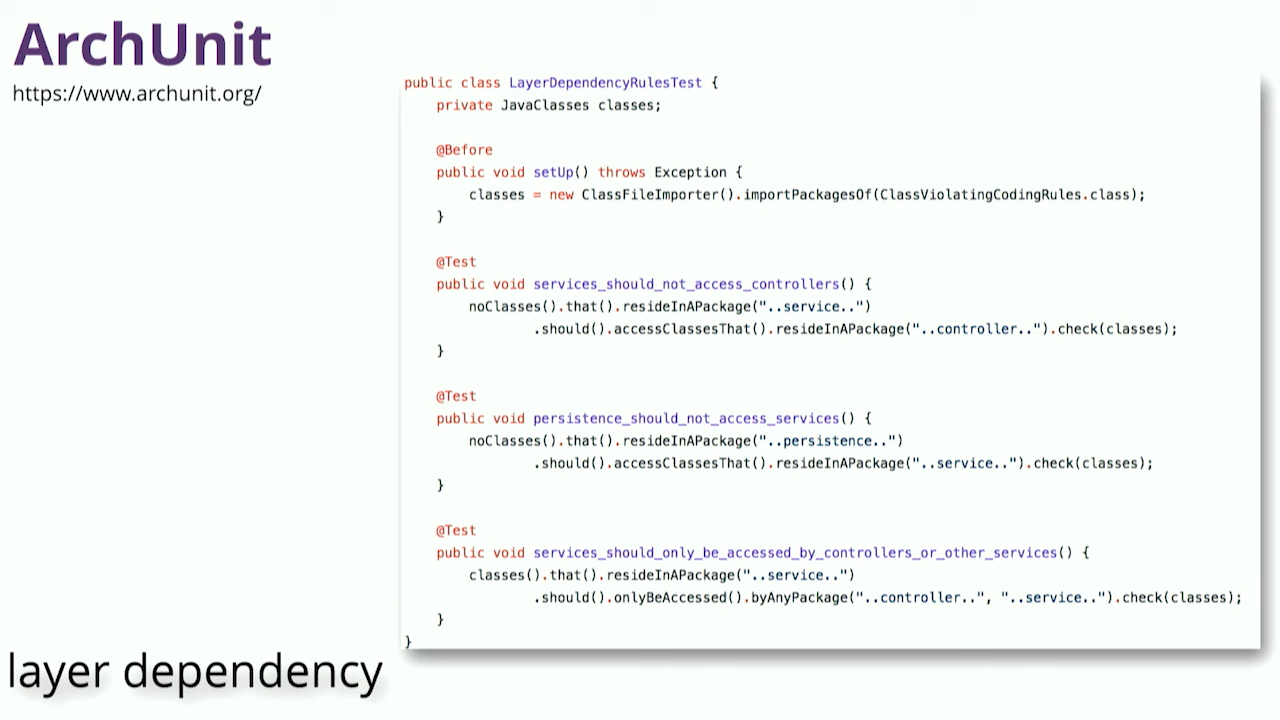 ArchUnit
https://www.archunit.org/
public class LayerDependencyRulesTest {
    private JavaClasses classes;

    @Before
    public void setUp() throws Exception {
        classes = new ClassFileImporter().importPackagesOf(ClassViolatingCodingRules.class);
    }

    @Test
    public void services_should_not_access_controllers() {
        noClasses().that().resideInAPackage("..service..")
                .should().accessClassesThat().resideInAPackage("..controller..").check(classes);
    }

    @Test
    public void persistence_should_not_access_services() {
        noClasses().that().resideInAPackage("..persistence..")
                .should().accessClassesThat().resideInAPackage("..service..").check(classes);
    }

    @Test
    public void services_should_only_be_accessed_by_controllers_or_other_services() {
        classes().that().resideInAPackage("..service..")
                .should().onlyBeAccessed().byAnyPackage("..controller..", "..service..").check(classes);
    }
}
layer dependency